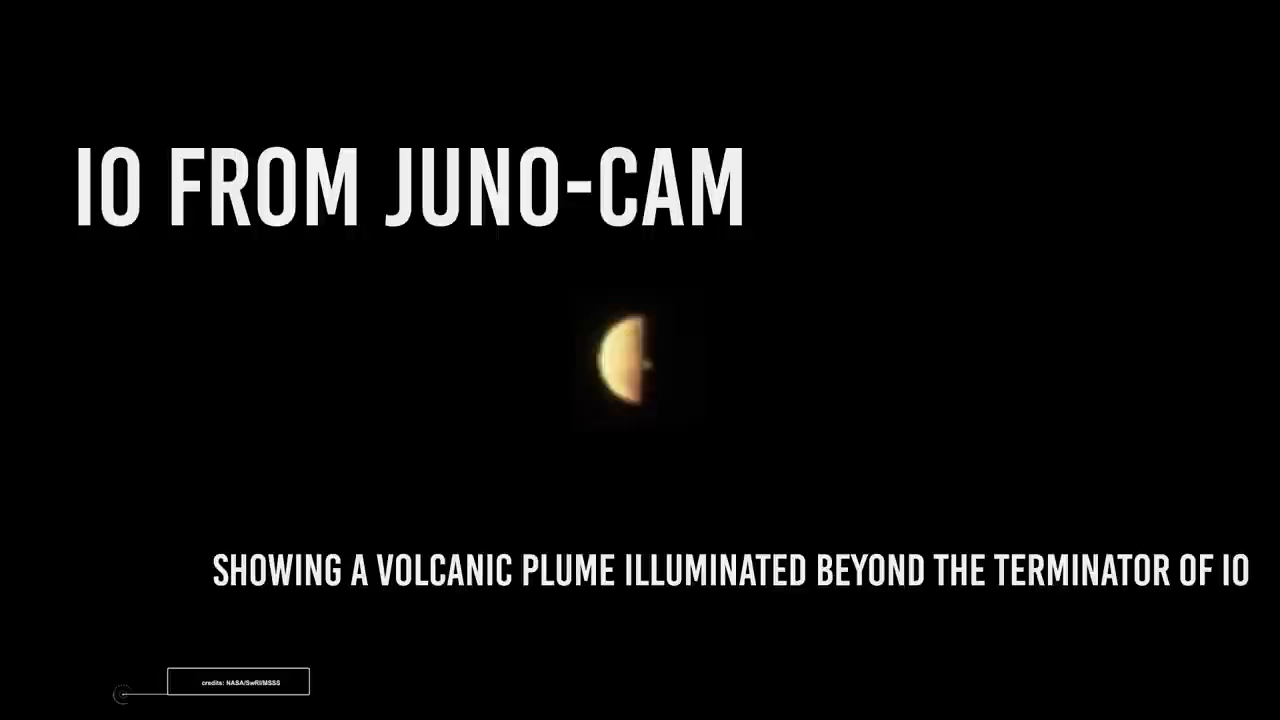 IO FROM JUNO-CAM
SHOWING A VOLCANIC PLUME ILLUMINATED BEYOND THE TERMINATOR OF IO
credits: NASA/SwRI/MSSS